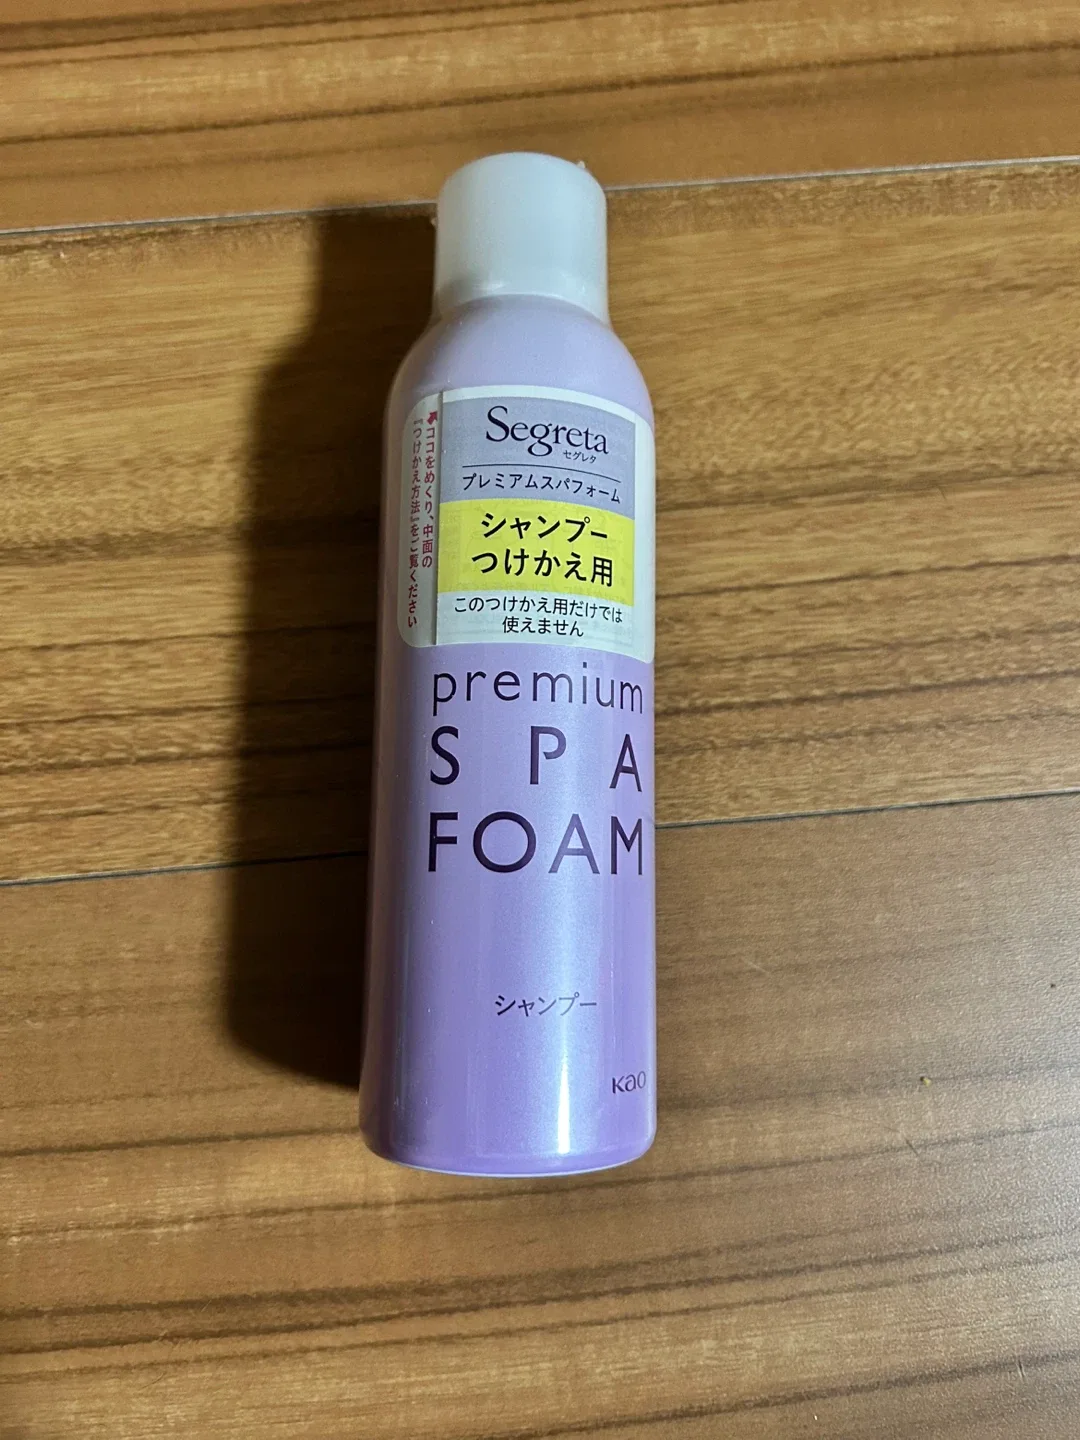 Segreta
セグレタ
プレミアムスパフォーム
シャンプー
つけかえ用
このつけかえ用だけでは
使えません
ココをめくり、中面の
『つけかえ方法』をご覧ください
premium
SPA
FOAM
シャンプー
Kao